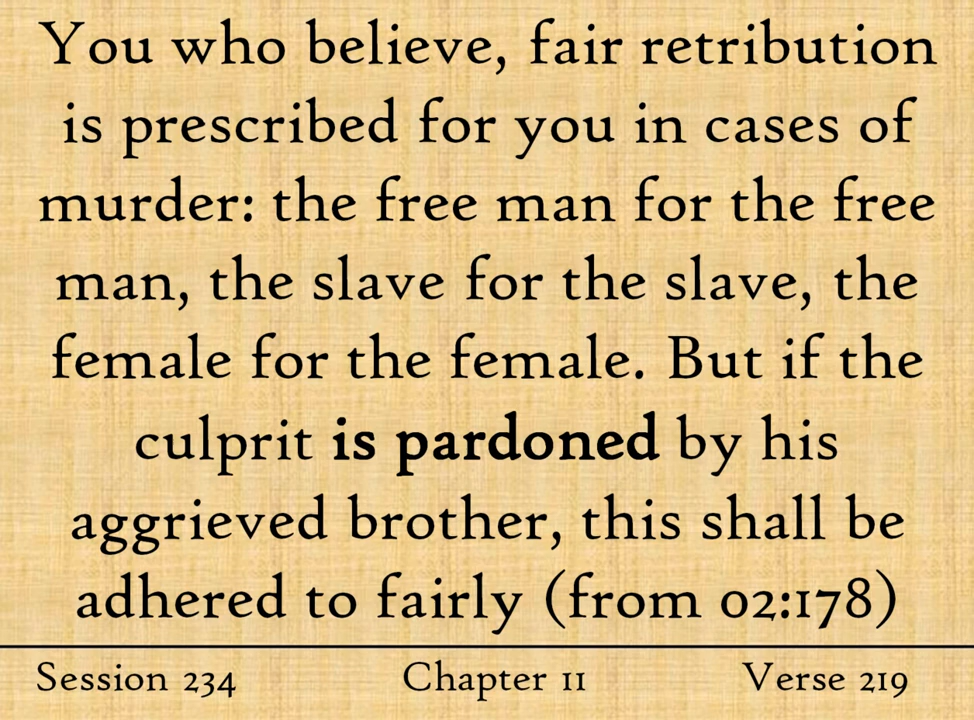 You who believe, fair retribution
is prescribed for you in cases of
murder: the free man for the free
man, the slave for the slave, the
female for the female. But if the
culprit is pardoned by his
aggrieved brother, this shall be
adhered to fairly (from 02:178)
Session 234 Chapter 11 Verse 219